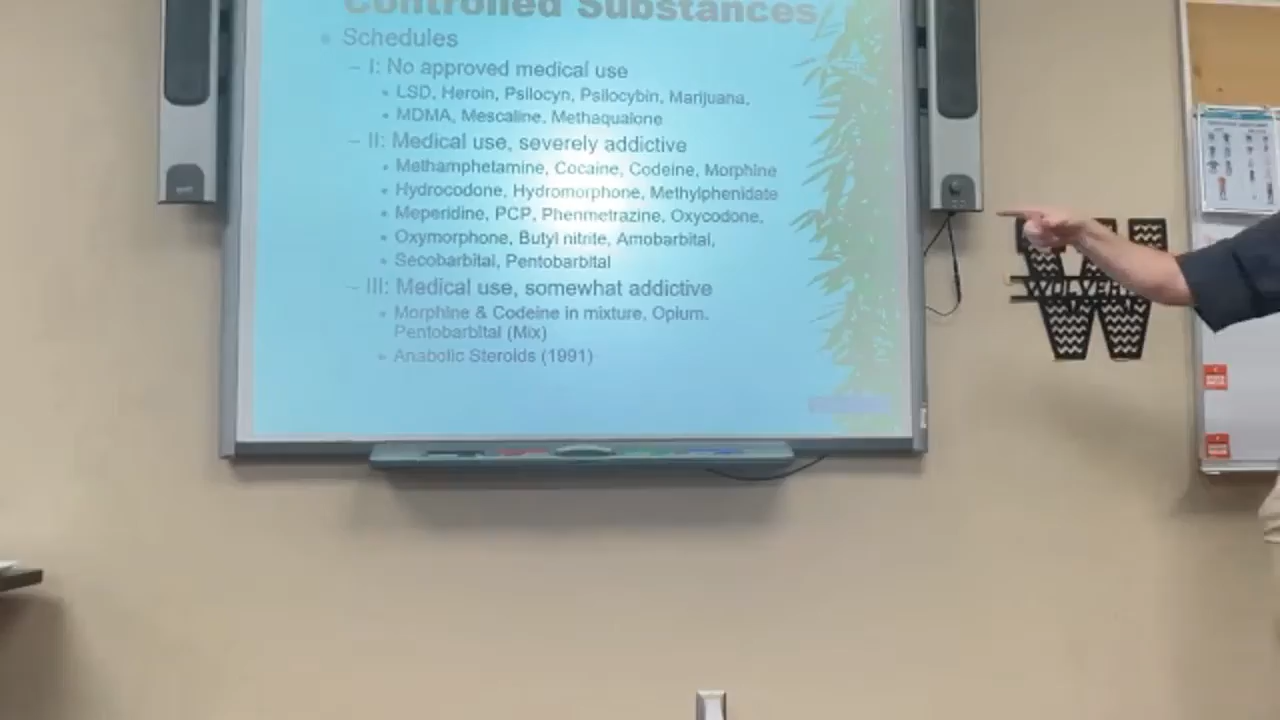 Controlled Substances
• Schedules
– I: No approved medical use
• LSD, Heroin, Psilocyn, Psilocybin, Marijuana,
• MDMA, Mescaline, Methaqualone
– II: Medical use, severely addictive
• Methamphetamine, Cocaine, Codeine, Morphine
• Hydrocodone, Hydromorphone, Methylphenidate
• Meperidine, PCP, Phenmetrazine, Oxycodone,
• Oxymorphone, Butyl nitrite, Amobarbital,
• Secobarbital, Pentobarbital
– III: Medical use, somewhat addictive
• Morphine & Codeine in mixture, Opium.
Pentobarbital (Mix)
• Anabolic Steroids (1991)
W